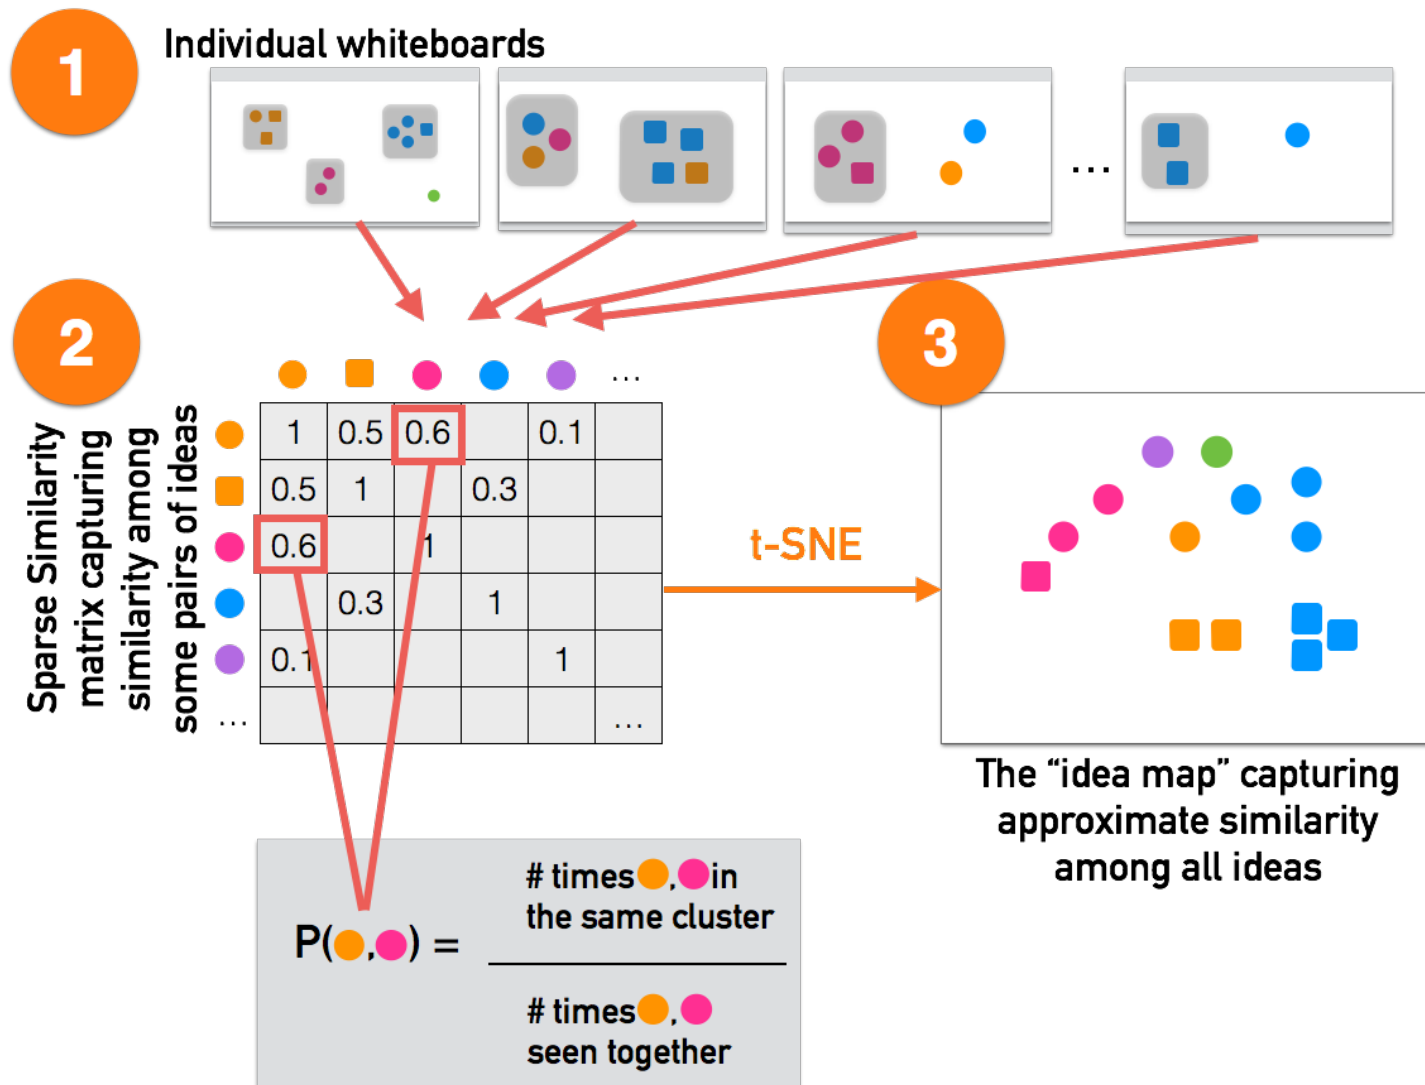 1
Individual whiteboards
...
2
3
...
1 0.5 0.6 0.1
0.5 1 0.3
0.6 1
0.3 1
0.1 1
... ...
Sparse Similarity
matrix capturing
similarity among
some pairs of ideas
t-SNE
The “idea map” capturing
approximate similarity
among all ideas
# times , in
the same cluster
P( , ) =
# times ,
seen together